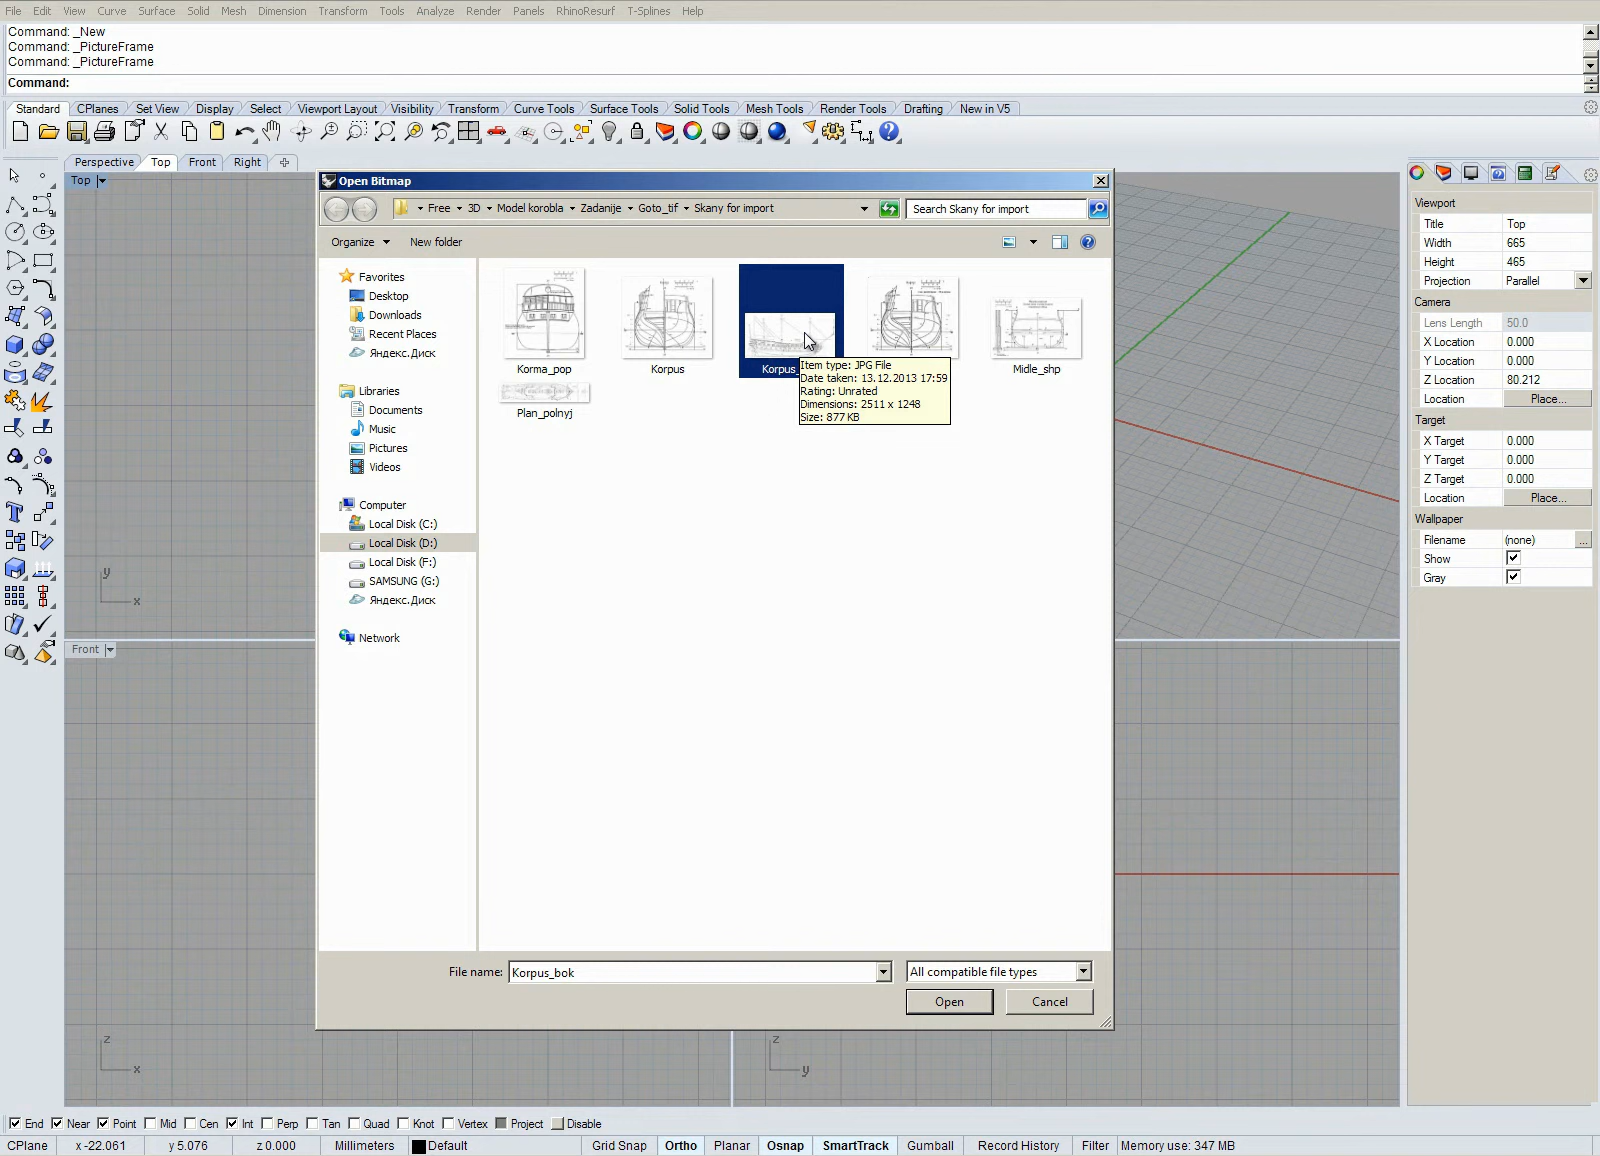 File Edit View Curve Surface Solid Mesh Dimension Transform Tools Analyze Render Panels RhinoResurf T-Splines Help
Command: _New
Command: _PictureFrame
Command: _PictureFrame
Command:
Standard CPlanes Set View Display Select Viewport Layout Visibility Transform Curve Tools Surface Tools Solid Tools Mesh Tools Render Tools Drafting New in V5
Perspective Top Front Right
Top
Open Bitmap
Free 3D Model korobla Zadanije Goto_tif Skany for import
Search Skany for import
Organize New folder
Favorites
Desktop
Downloads
Recent Places
Яндекс.Диск
Libraries
Documents
Music
Pictures
Videos
Computer
Local Disk (C:)
Local Disk (D:)
Local Disk (F:)
SAMSUNG (G:)
Яндекс.Диск
Network
Korma_pop Korpus Korpus_ Midle_shp
Plan_polnyj
Item type: JPG File
Date taken: 13.12.2013 17:59
Rating: Unrated
Dimensions: 2511 x 1248
Size: 877 KB
File name: Korpus_bok All compatible file types
Open Cancel
Viewport
Title Top
Width 665
Height 465
Projection Parallel
Camera
Lens Length 50.0
X Location 0.000
Y Location 0.000
Z Location 80.212
Location Place...
Target
X Target 0.000
Y Target 0.000
Z Target 0.000
Location Place...
Wallpaper
Filename (none) ...
Show
Gray
y
x
Front
z
x
z
y
End Near Point Mid Cen Int Perp Tan Quad Knot Vertex Project Disable
CPlane x -22.061 y 5.076 z 0.000 Millimeters Default Grid Snap Ortho Planar Osnap SmartTrack Gumball Record History Filter Memory use: 347 MB